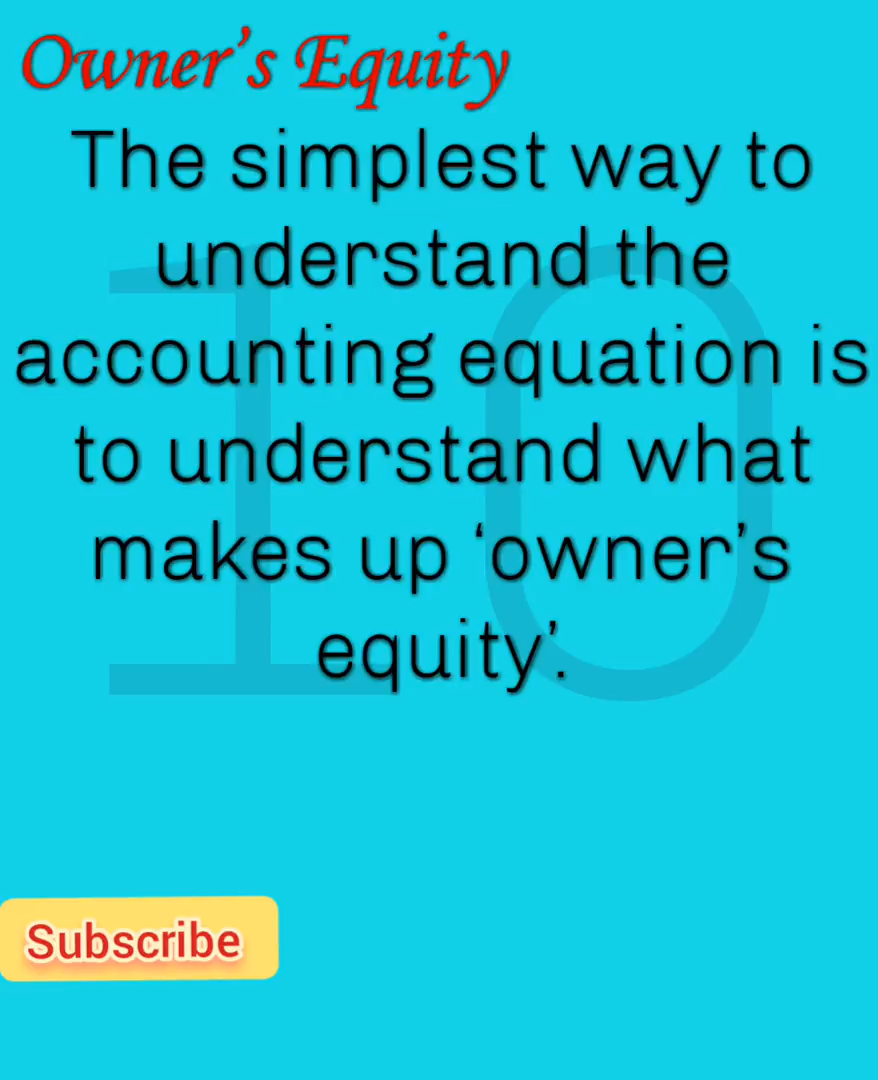 Owner’s Equity
The simplest way to
understand the
accounting equation is
to understand what
makes up ‘owner’s
equity’.
10
Subscribe